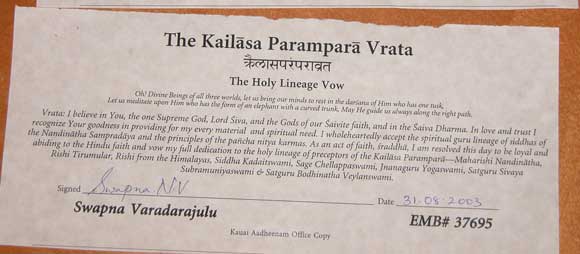 The Kailāsa Paramparā Vrata
क्रैलासपरंपराव्रत
The Holy Lineage Vow
Oh! Divine Beings of all three worlds, let us bring our minds to rest in the darśana of Him who has one tusk,
Let us meditate upon Him who has the form of an elephant with a curved trunk, May He guide us always along the right path.
Vrata: I believe in You, the one Supreme God, Lord Śiva, and the Gods of our Śaivite faith, and in the Śaiva Dharma. In love and trust I
recognize Your goodness in providing for my every material and spiritual need. I wholeheartedly accept the spiritual guru lineage of siddhas of
the Nandinātha Sampradāya and the principles of the pañcha nitya karmas. As an act of faith, śraddhā, I am resolved this day to be loyal and
abiding to the Hindu faith and vow my full dedication to the holy lineage of preceptors of the Kailāsa Paramparā—Maharishi Nandinātha,
Rishi Tirumular, Rishi from the Himalayas, Siddha Kadaitswami, Sage Chellappaswami, Jnanaguru Yogaswami, Satguru Sivaya
Subramuniyaswami & Satguru Bodhinatha Veylanswami.
Signed Swapna N V Date 31-08-2003
Swapna Varadarajulu EMB# 37695
Kauai Aadheenam Office Copy